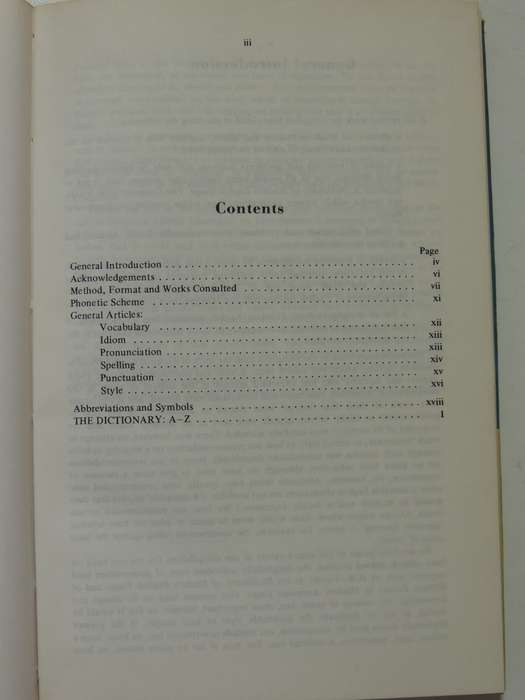 iii
Contents
Page
General Introduction . . . . . . . . . . . . . . . . . . . . . . . . . . . . . . . . . . . . . . . iv
Acknowledgements . . . . . . . . . . . . . . . . . . . . . . . . . . . . . . . . . . . . . . . . vi
Method, Format and Works Consulted . . . . . . . . . . . . . . . . . . . . . . . . . . . vii
Phonetic Scheme . . . . . . . . . . . . . . . . . . . . . . . . . . . . . . . . . . . . . . . . . . xi
General Articles:
Vocabulary . . . . . . . . . . . . . . . . . . . . . . . . . . . . . . . . . . . . . . . . xii
Idiom . . . . . . . . . . . . . . . . . . . . . . . . . . . . . . . . . . . . . . . . . . . . xiii
Pronunciation . . . . . . . . . . . . . . . . . . . . . . . . . . . . . . . . . . . . . . . xiii
Spelling . . . . . . . . . . . . . . . . . . . . . . . . . . . . . . . . . . . . . . . . . . . xiv
Punctuation . . . . . . . . . . . . . . . . . . . . . . . . . . . . . . . . . . . . . . . . xv
Style . . . . . . . . . . . . . . . . . . . . . . . . . . . . . . . . . . . . . . . . . . . . . xvi
Abbreviations and Symbols . . . . . . . . . . . . . . . . . . . . . . . . . . . . . . . . . . xviii
THE DICTIONARY: A–Z . . . . . . . . . . . . . . . . . . . . . . . . . . . . . . . . . . . 1